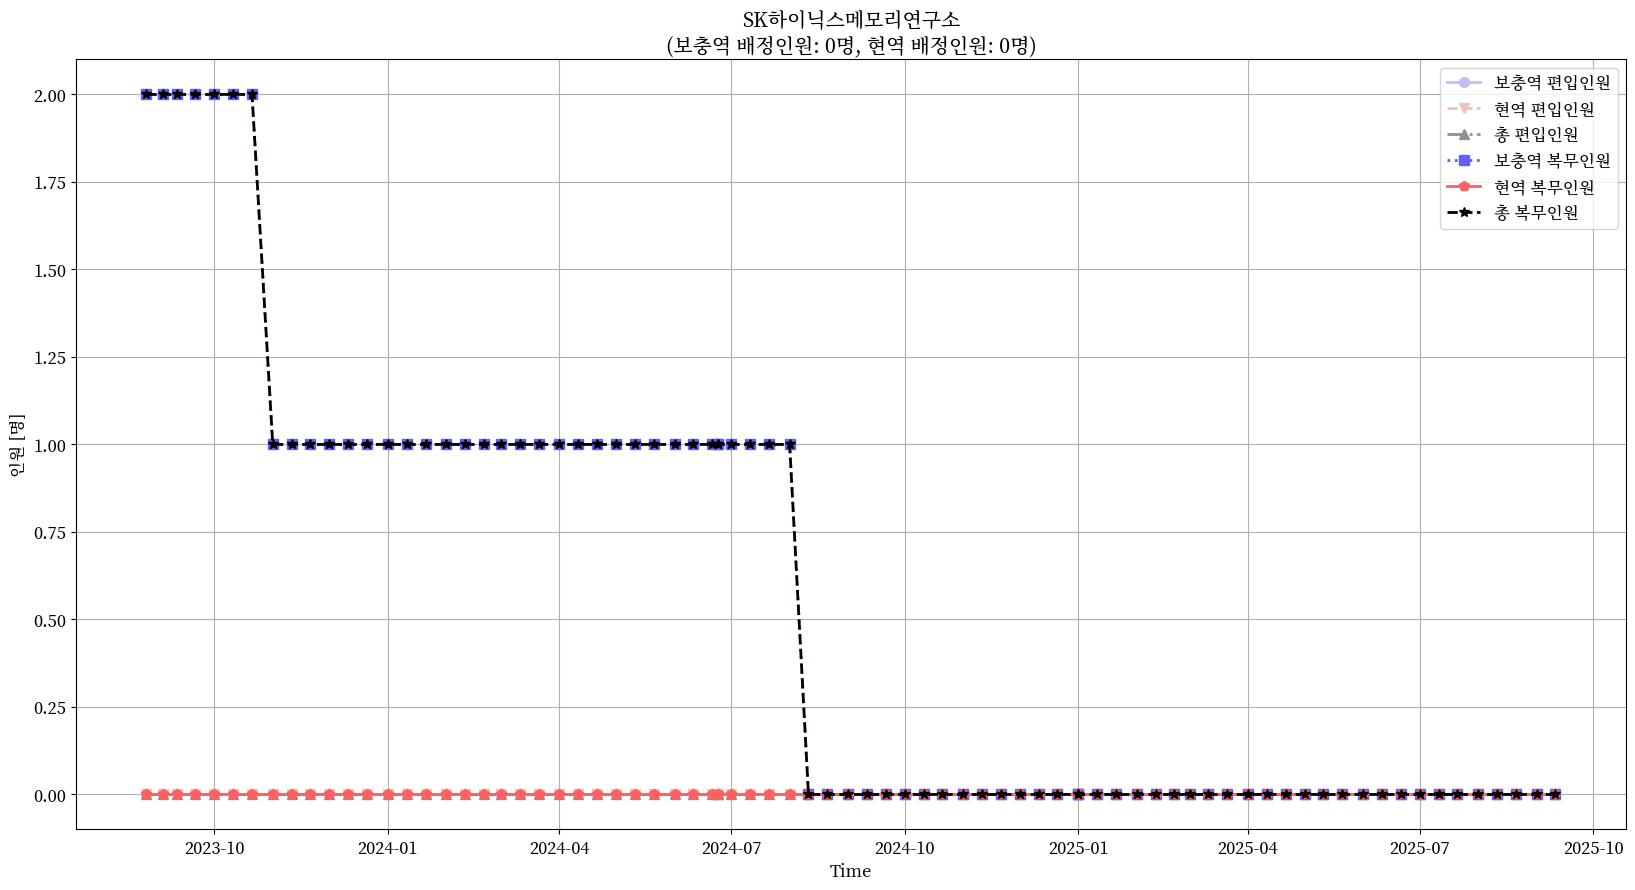 SK하이닉스메모리연구소
(보충역 배정인원: 0명, 현역 배정인원: 0명)
보충역 편입인원
현역 편입인원
총 편입인원
보충역 복무인원
현역 복무인원
총 복무인원
인원 [명]
2.00
1.75
1.50
1.25
1.00
0.75
0.50
0.25
0.00
2023-10 2024-01 2024-04 2024-07 2024-10 2025-01 2025-04 2025-07 2025-10
Time